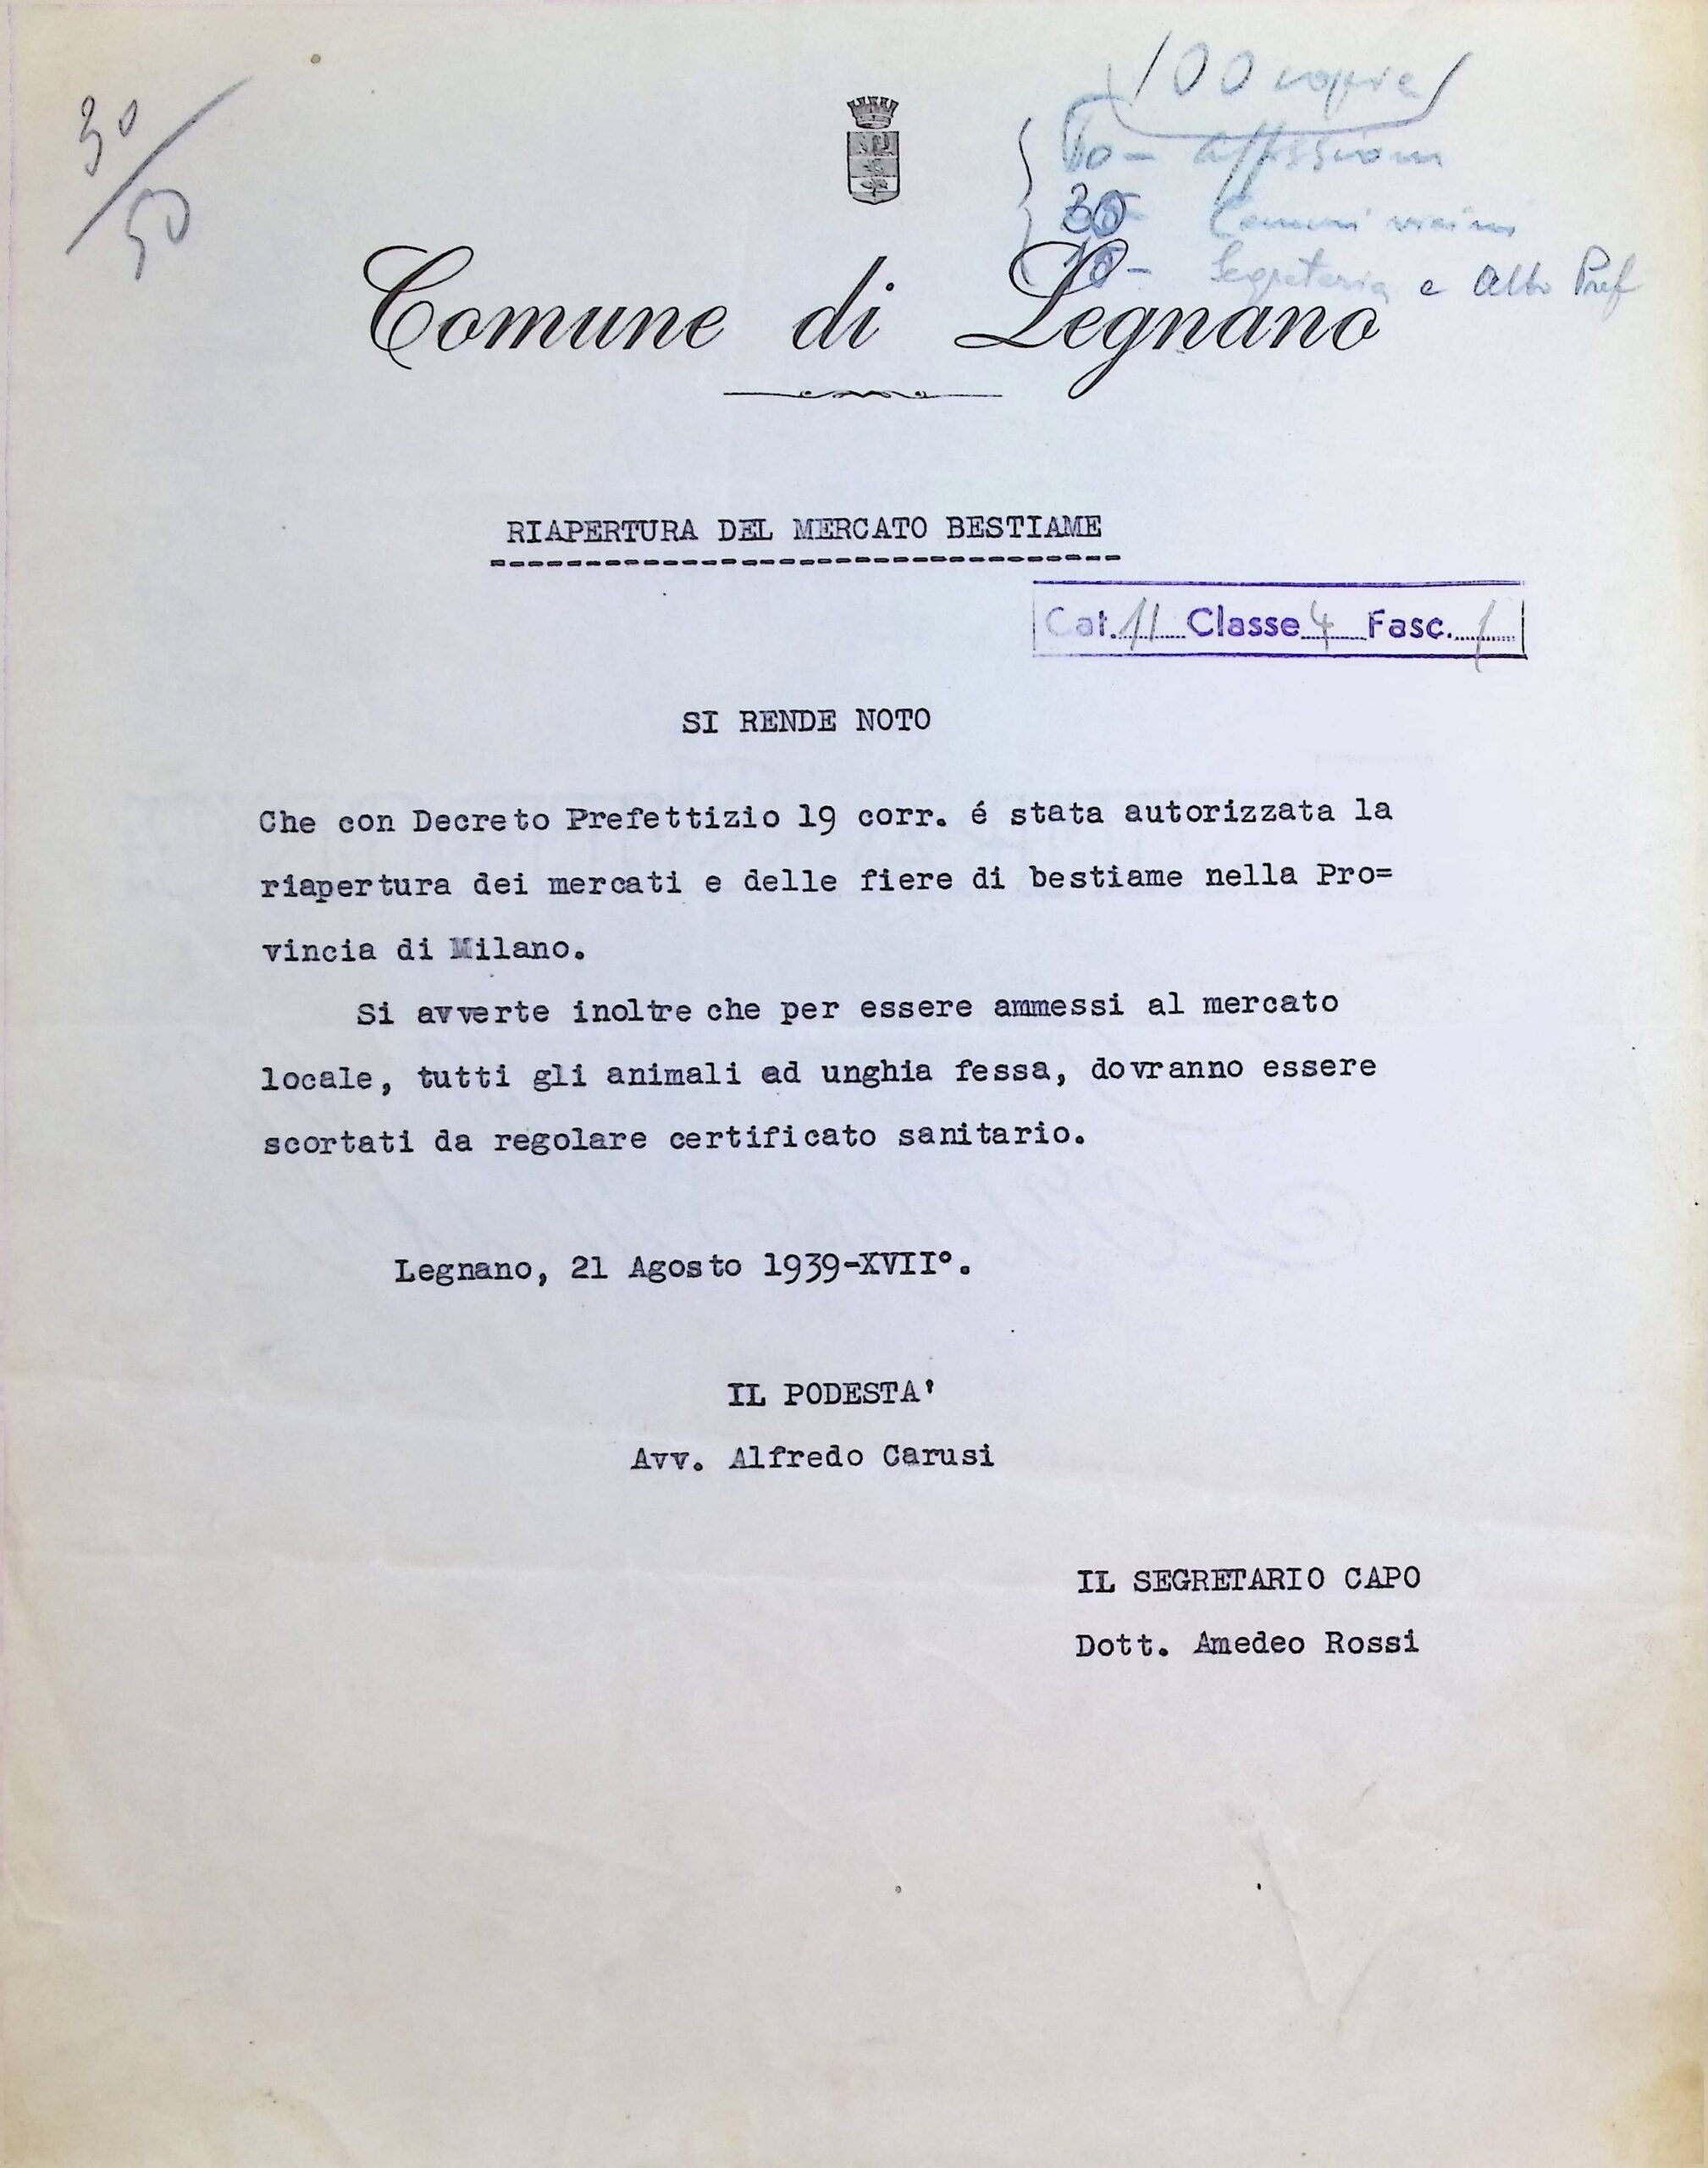 30
50
100 copie
60 - affissioni
30 - Comuni vicini
10 - Segreteria e Albo Pref
Comune di Legnano
RIAPERTURA DEL MERCATO BESTIAME
Cat. 11 Classe 4 Fasc. 1
SI RENDE NOTO
Che con Decreto Prefettizio 19 corr. é stata autorizzata la
riapertura dei mercati e delle fiere di bestiame nella Pro=
vincia di Milano.
Si avverte inoltre che per essere ammessi al mercato
locale, tutti gli animali ad unghia fessa, dovranno essere
scortati da regolare certificato sanitario.
Legnano, 21 Agosto 1939-XVII°.
IL PODESTA'
Avv. Alfredo Carusi
IL SEGRETARIO CAPO
Dott. Amedeo Rossi